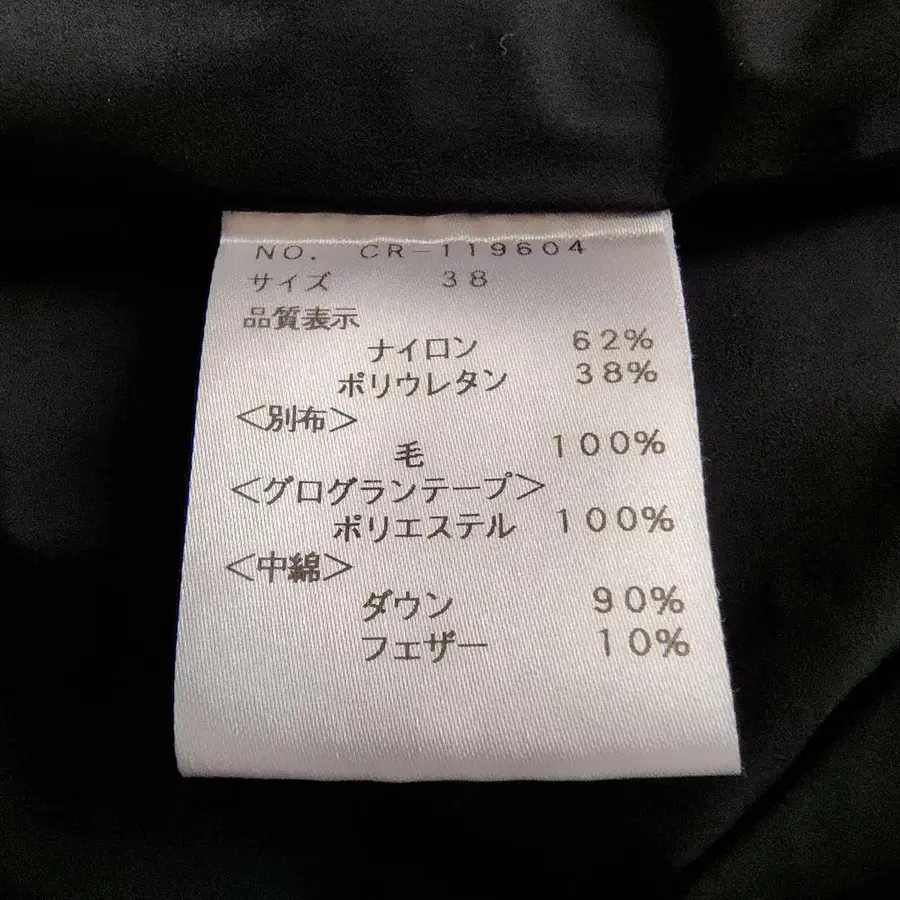 NO. CR-119604
サイズ 38
品質表示
ナイロン 62%
ポリウレタン 38%
<別布>
毛 100%
<グログランテープ>
ポリエステル 100%
<中綿>
ダウン 90%
フェザー 10%